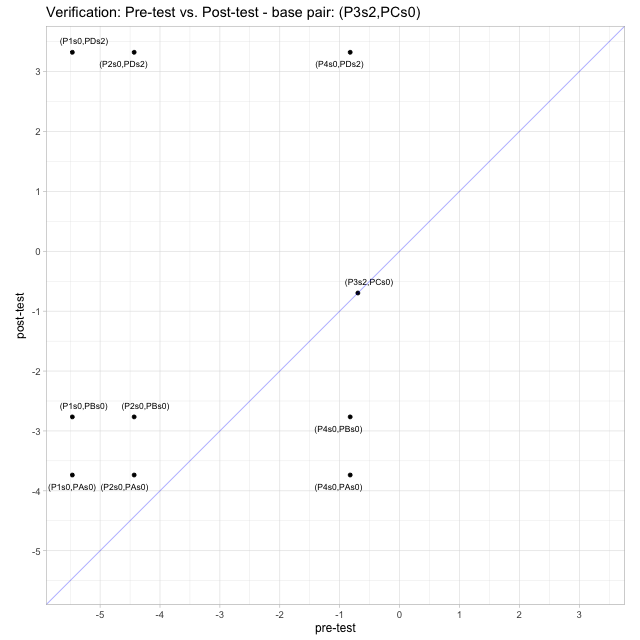 Verification: Pre-test vs. Post-test - base pair: (P3s2,PCs0)
(P1s0,PDs2)
(P2s0,PDs2)
(P4s0,PDs2)
3
2
1
0
(P3s2,PCs0)
-1
post-test
-2
(P1s0,PBs0)
(P2s0,PBs0)
(P4s0,PBs0)
-3
(P1s0,PAs0)
(P2s0,PAs0)
(P4s0,PAs0)
-4
-5
-5 -4 -3 -2 -1 0 1 2 3
pre-test